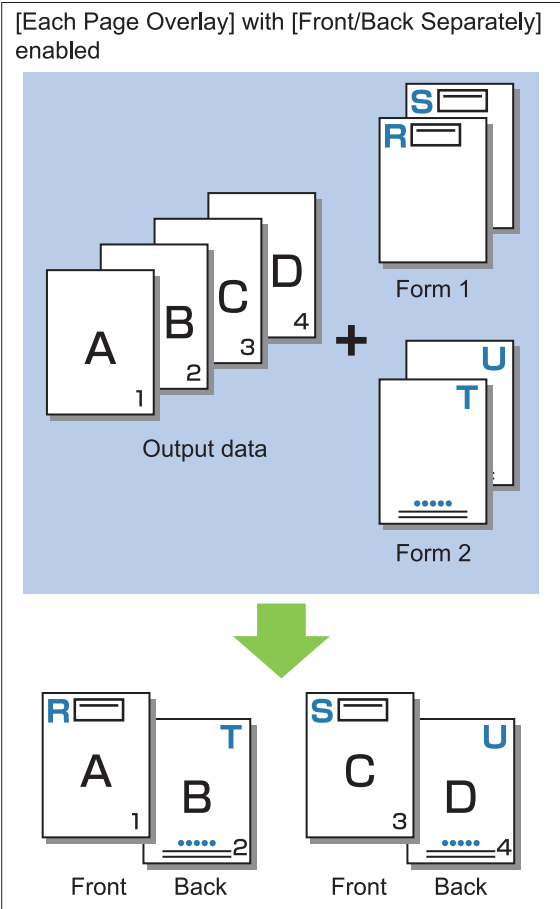 [Each Page Overlay] with [Front/Back Separately]
enabled
S
R
Form 1
A
1
B
2
C
3
D
4
+
Output data
U
T
Form 2
R
A
1
T
B
2
S
C
3
U
D
4
Front Back Front Back